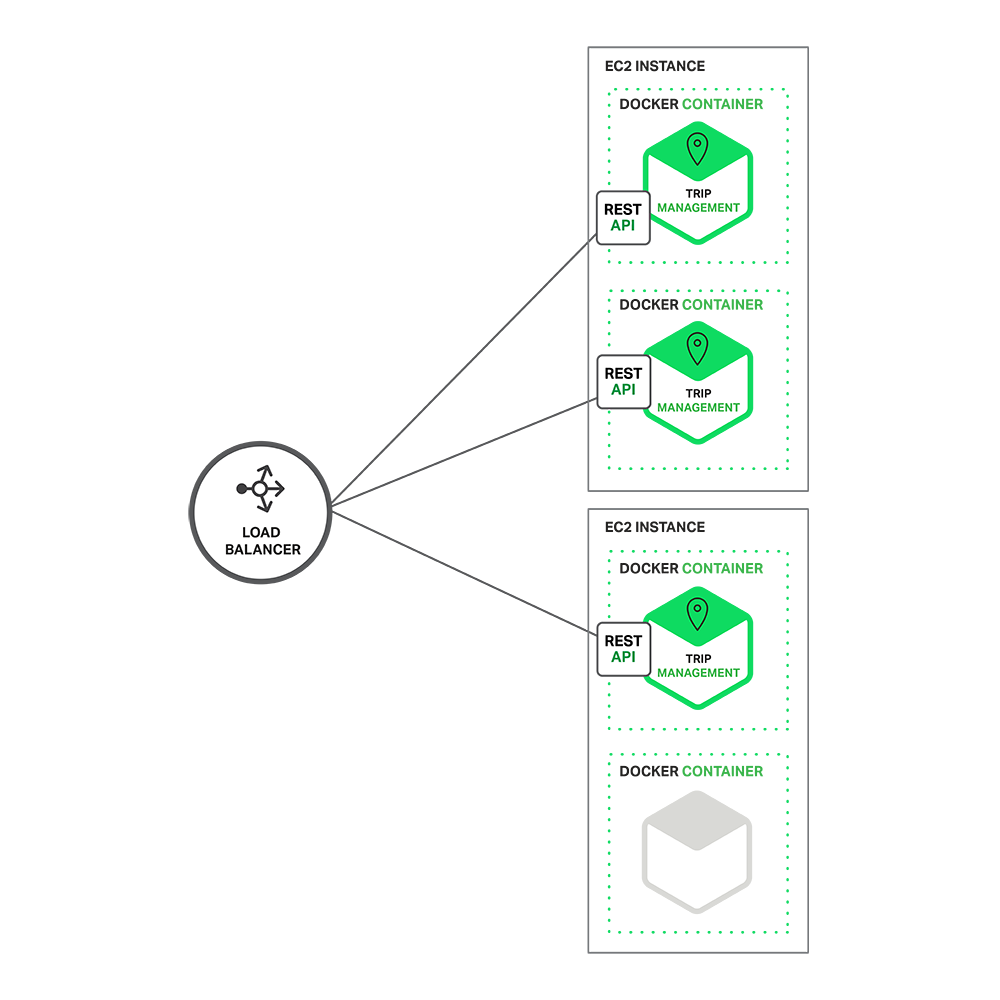 EC2 INSTANCE
DOCKER CONTAINER
TRIP
MANAGEMENT
REST
API
DOCKER CONTAINER
TRIP
MANAGEMENT
REST
API
LOAD
BALANCER
EC2 INSTANCE
DOCKER CONTAINER
TRIP
MANAGEMENT
REST
API
DOCKER CONTAINER